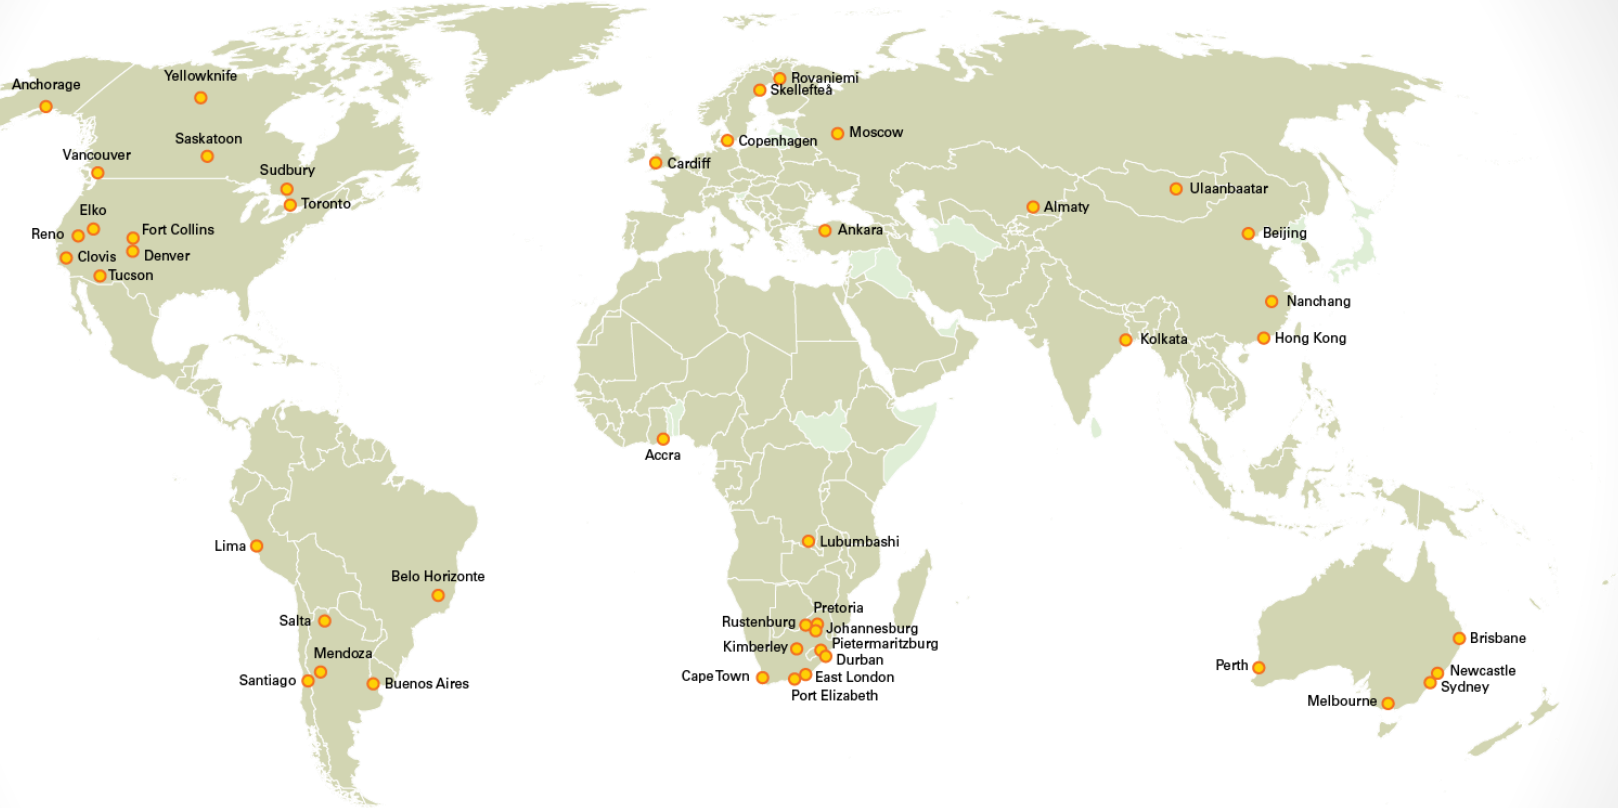 Anchorage
Yellowknife
Saskatoon
Vancouver
Sudbury
Toronto
Elko
Reno
Fort Collins
Clovis
Denver
Tucson
Lima
Belo Horizonte
Salta
Mendoza
Santiago
Buenos Aires
Rovaniemi
Skellefteå
Copenhagen
Moscow
Cardiff
Ankara
Accra
Lubumbashi
Pretoria
Rustenburg
Johannesburg
Kimberley
Pietermaritzburg
Durban
Cape Town
East London
Port Elizabeth
Ulaanbaatar
Almaty
Beijing
Nanchang
Kolkata
Hong Kong
Brisbane
Perth
Newcastle
Sydney
Melbourne